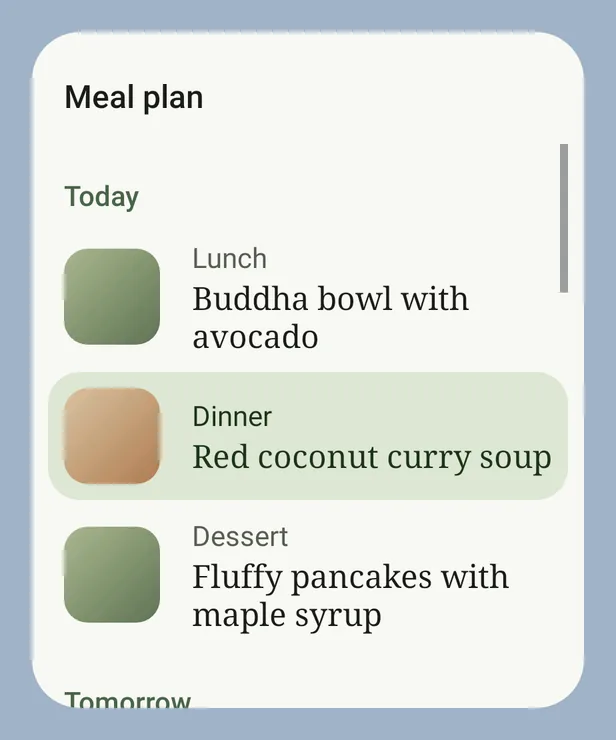 Meal plan
Today
Lunch
Buddha bowl with
avocado
Dinner
Red coconut curry soup
Dessert
Fluffy pancakes with
maple syrup
Tomorrow